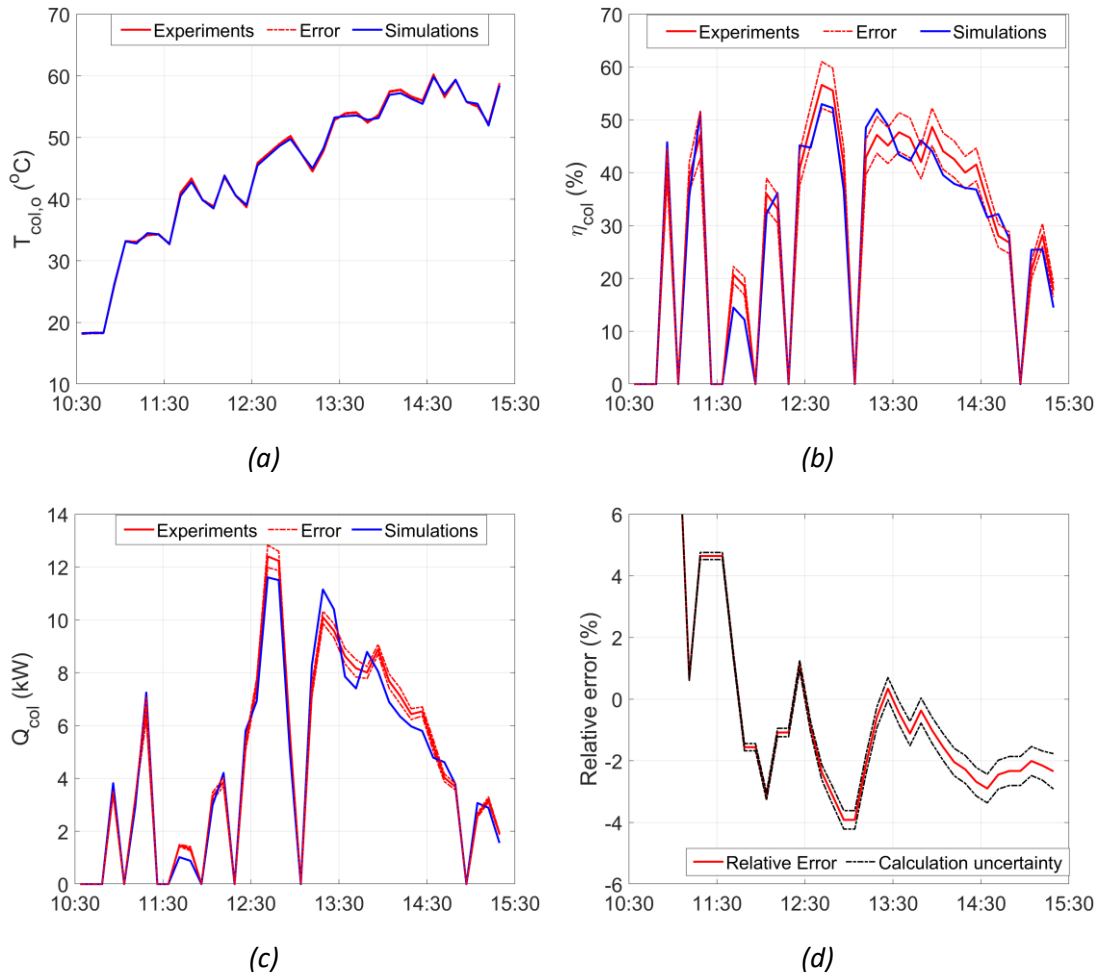 70
60
50
40
30
20
10
T_col,o (°C)
Experiments Error Simulations
10:30 11:30 12:30 13:30 14:30 15:30
(a)
70
60
50
40
30
20
10
0
η_col (%)
Experiments Error Simulations
10:30 11:30 12:30 13:30 14:30 15:30
(b)
14
12
10
8
6
4
2
0
Q_col (kW)
Experiments Error Simulations
10:30 11:30 12:30 13:30 14:30 15:30
(c)
6
4
2
0
-2
-4
-6
Relative error (%)
Relative Error Calculation uncertainty
10:30 11:30 12:30 13:30 14:30 15:30
(d)